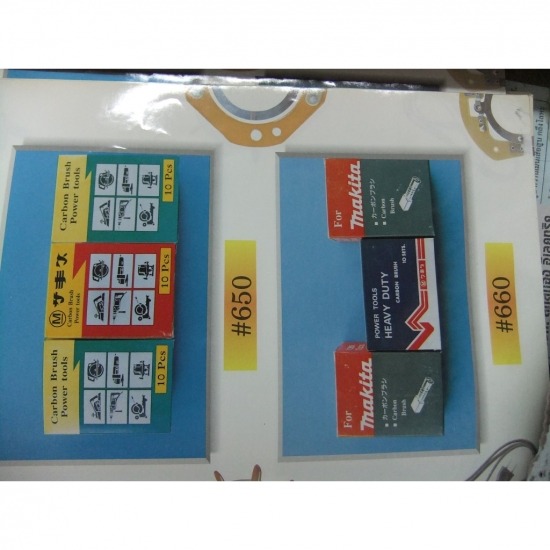 Carbon Brush
Power tools
10 Pcs
M
Carbon Brush
Power tools
10 Pcs
Carbon Brush
Power tools
10 Pcs
#650
For
makita
• カーボンブラシ
• Carbon
Brush
POWER TOOLS
HEAVY DUTY
CARBON BRUSH
10 SETS.
For
makita
• カーボンブラシ
• Carbon
Brush
#660